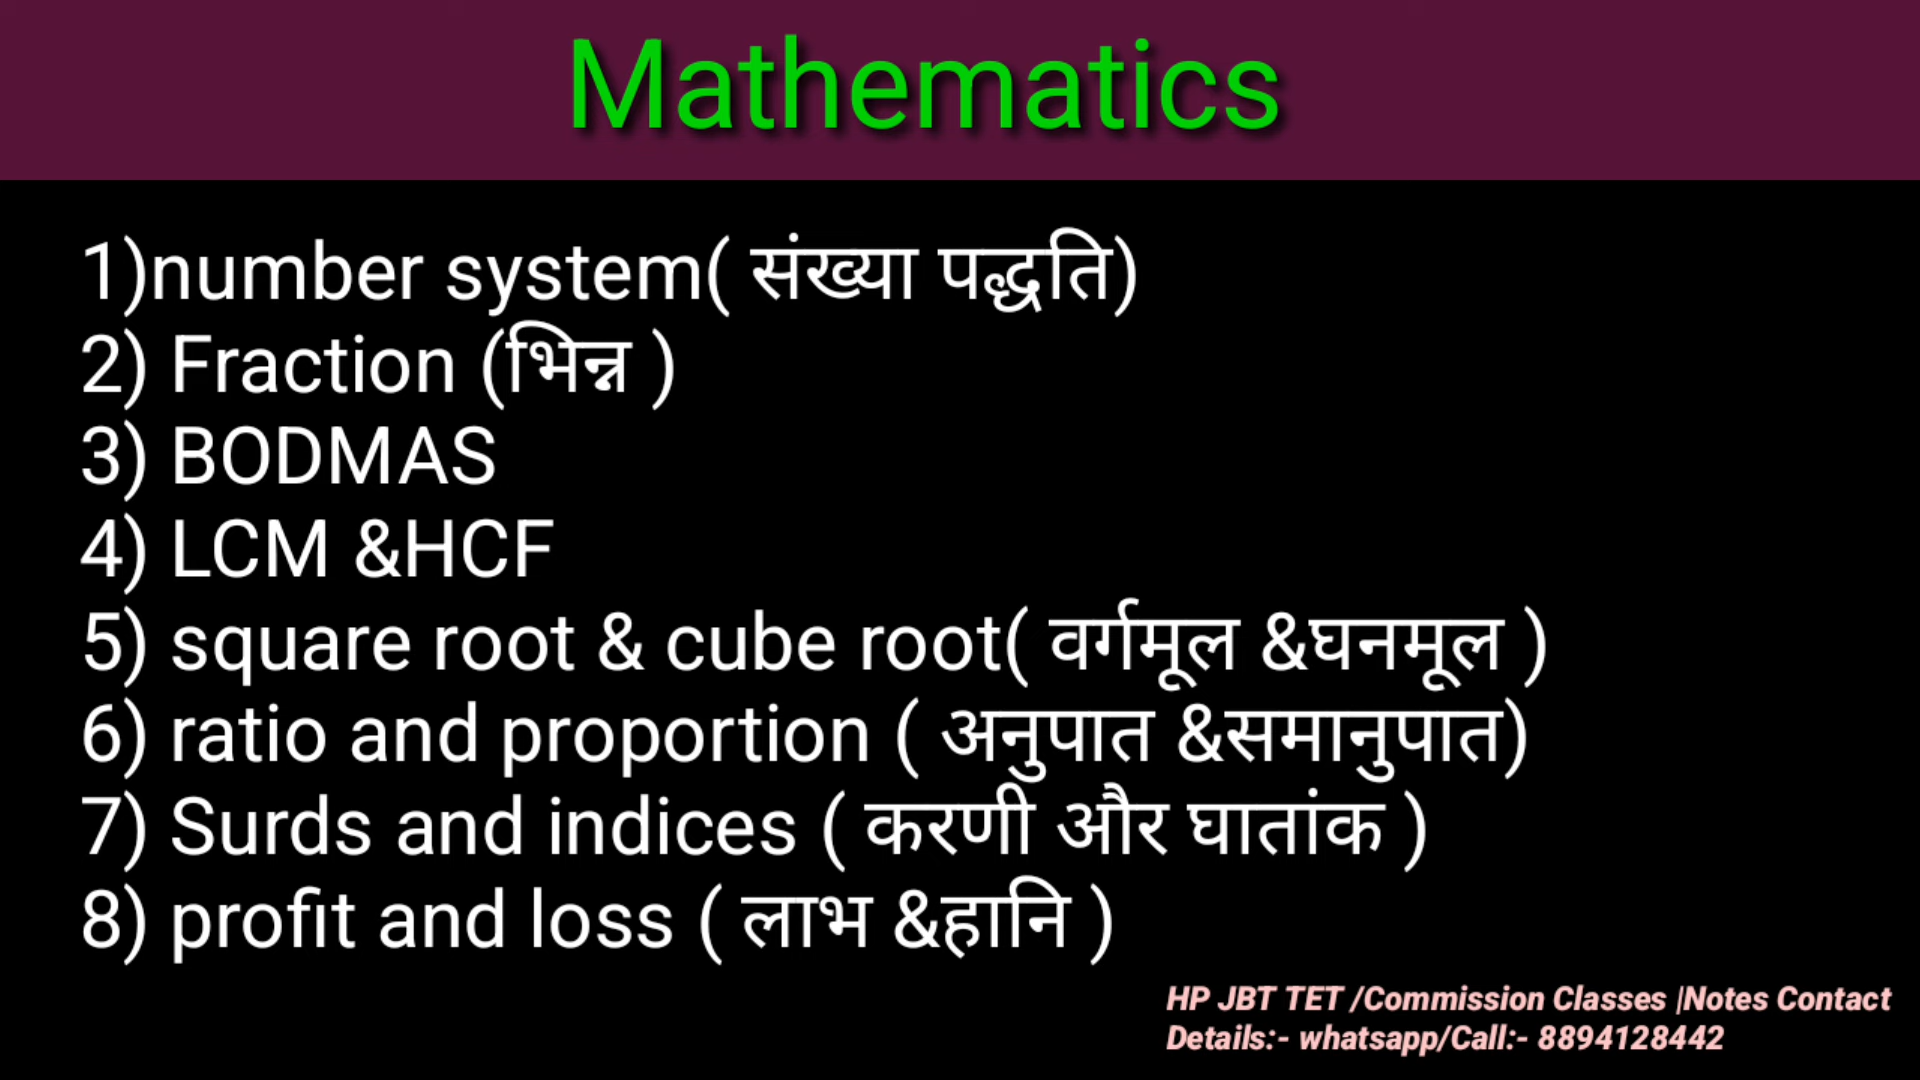 Mathematics
1)number system( संख्या पद्धति)
2) Fraction (भिन्न )
3) BODMAS
4) LCM &HCF
5) square root & cube root( वर्गमूल &घनमूल )
6) ratio and proportion ( अनुपात &समानुपात)
7) Surds and indices ( करणी और घातांक )
8) profit and loss ( लाभ &हानि )
HP JBT TET /Commission Classes |Notes Contact
Details:- whatsapp/Call:- 8894128442